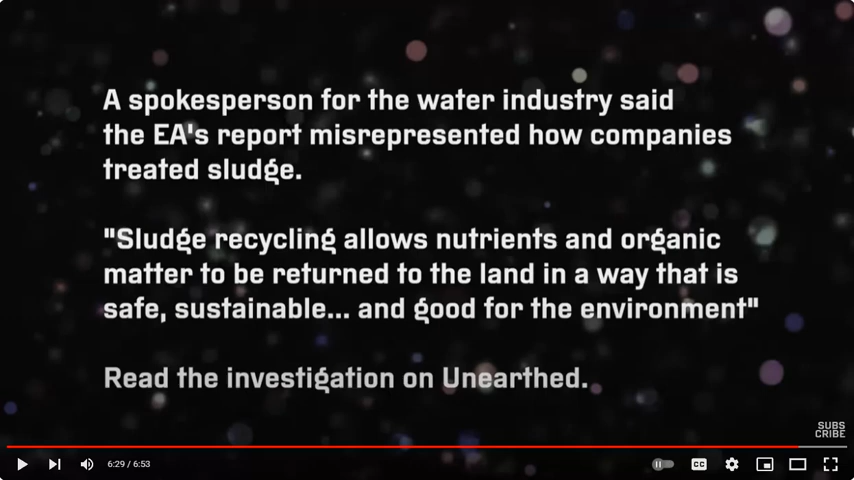 A spokesperson for the water industry said
the EA's report misrepresented how companies
treated sludge.
"Sludge recycling allows nutrients and organic
matter to be returned to the land in a way that is
safe, sustainable... and good for the environment"
Read the investigation on Unearthed.
SUBS
CRIBE
6:29 / 6:53
CC